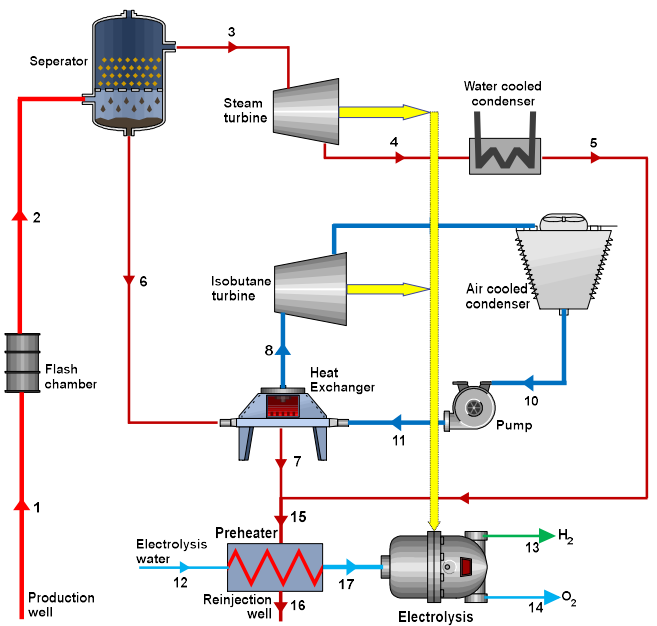 3
Seperator
Steam
turbine
Water cooled
condenser
4
5
2
6
Isobutane
turbine
Air cooled
condenser
8
Flash
chamber
Heat
Exchanger
10
Pump
11
7
1
15
Preheater
Electrolysis
water
12
17
13
H2
14
O2
Production
well
Reinjection
well
16
Electrolysis